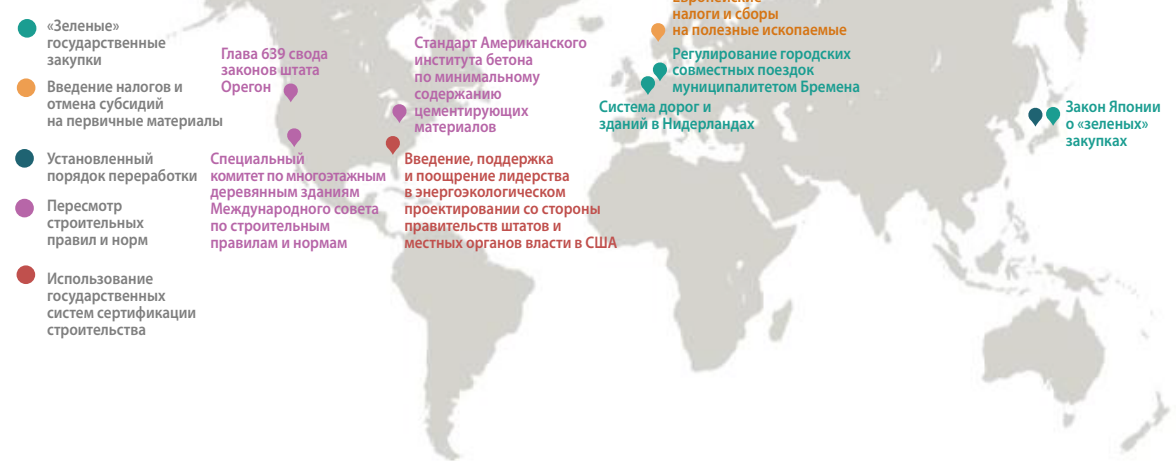 «Зеленые»
государственные
закупки
Введение налогов и
отмена субсидий
на первичные материалы
Установленный
порядок переработки
Пересмотр
строительных
правил и норм
Использование
государственных
систем сертификации
строительства
Глава 639 свода
законов штата
Орегон
Специальный
комитет по многоэтажным
деревянным зданиям
Международного совета
по строительным
правилам и нормам
Стандарт Американского
института бетона
по минимальному
содержанию
цементирующих
материалов
Введение, поддержка
и поощрение лидерства
в энергоэкологическом
проектировании со стороны
правительств штатов и
местных органов власти в США
Европейские
налоги и сборы
на полезные ископаемые
Регулирование городских
совместных поездок
муниципалитетом Бремена
Система дорог и
зданий в Нидерландах
Закон Японии
о «зеленых»
закупках